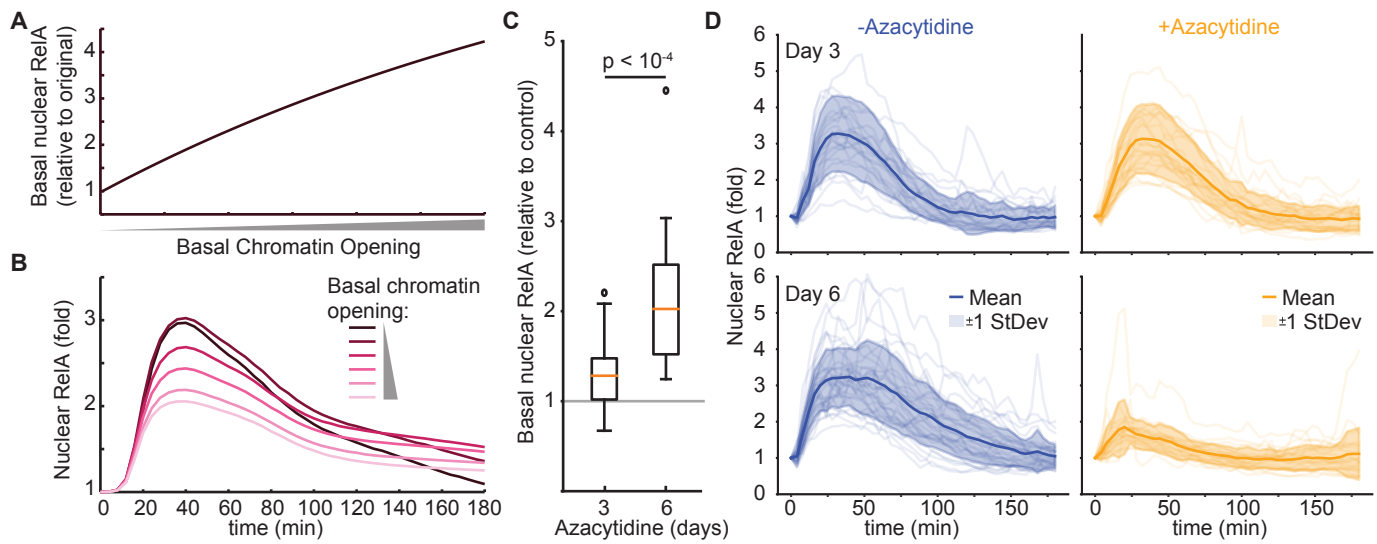 A
Basal nuclear RelA
(relative to original)
4
3
2
1
Basal Chromatin Opening
B
Nuclear RelA (fold)
3
2
1
Basal chromatin
opening:
0 20 40 60 80 100 120 140 160 180
time (min)
C
Basal nuclear RelA (relative to control)
5
4
3
2
1
p < 10-4
3 6
Azacytidine (days)
D
-Azacytidine
+Azacytidine
Nuclear RelA (fold)
Day 3
6
5
4
3
2
1
0
Day 6
6
5
4
3
2
1
0
Mean
±1 StDev
Mean
±1 StDev
0 50 100 150
time (min)
0 50 100 150
time (min)